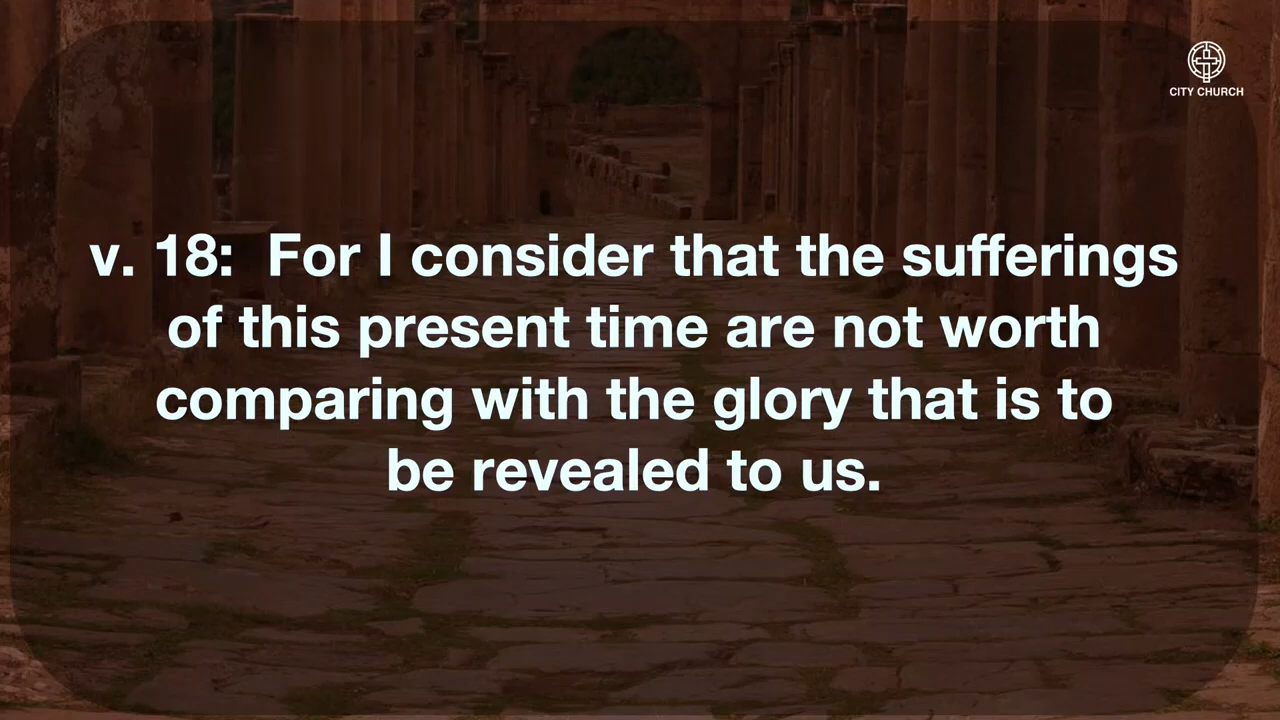 CITY CHURCH
v. 18:  For I consider that the sufferings
of this present time are not worth
comparing with the glory that is to
be revealed to us.